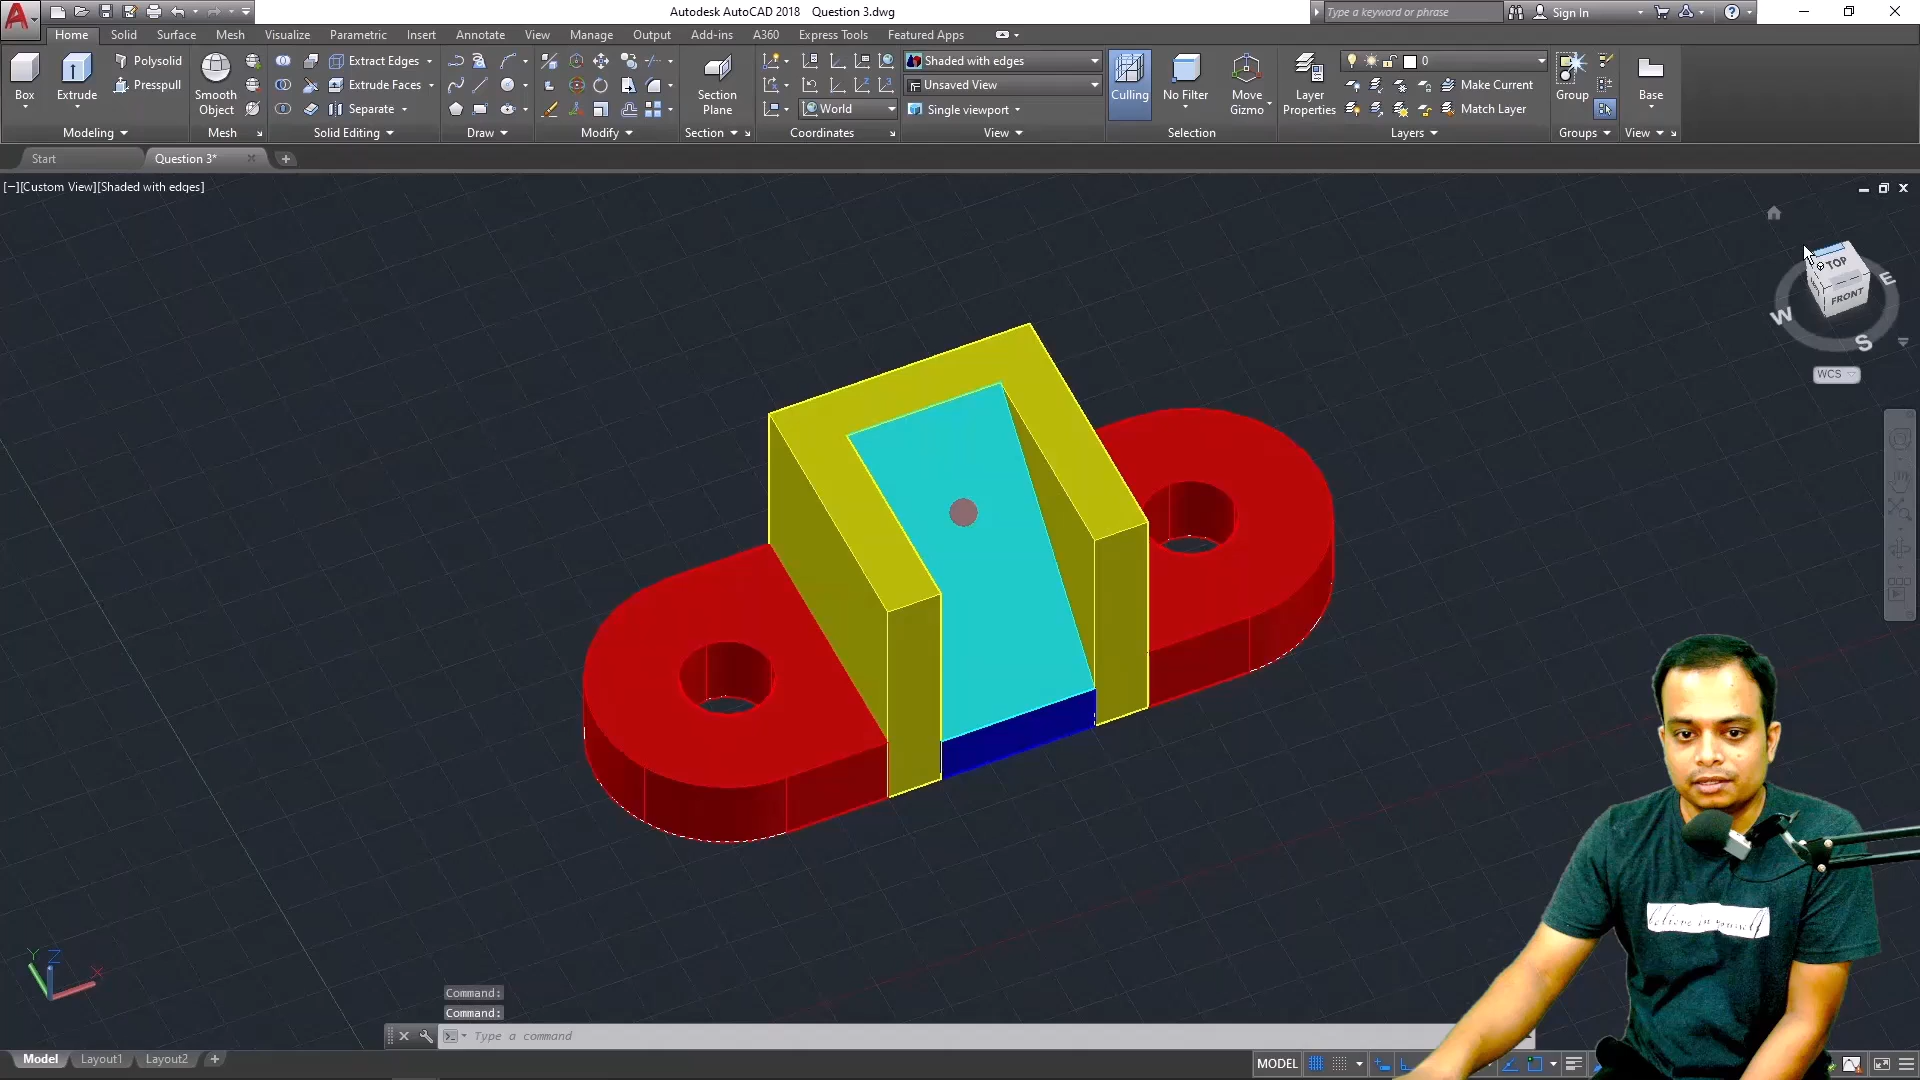 Autodesk AutoCAD 2018 Question 3.dwg
Type a keyword or phrase
Sign In
Home Solid Surface Mesh Visualize Parametric Insert Annotate View Manage Output Add-ins A360 Express Tools Featured Apps
Box
Extrude
Polysolid
Presspull
Smooth Object
Extract Edges
Extrude Faces
Separate
Section Plane
World
Shaded with edges
Unsaved View
Single viewport
Culling
No Filter
Move Gizmo
Layer Properties
0
Make Current
Match Layer
Group
Base
Modeling Mesh Solid Editing Draw Modify Section Coordinates View Selection Layers Groups View
Start Question 3*
[−][Custom View][Shaded with edges]
TOP
FRONT
E
W
S
WCS
believe in yourself
Y Z X
Command:
Command:
Type a command
Model Layout1 Layout2
MODEL